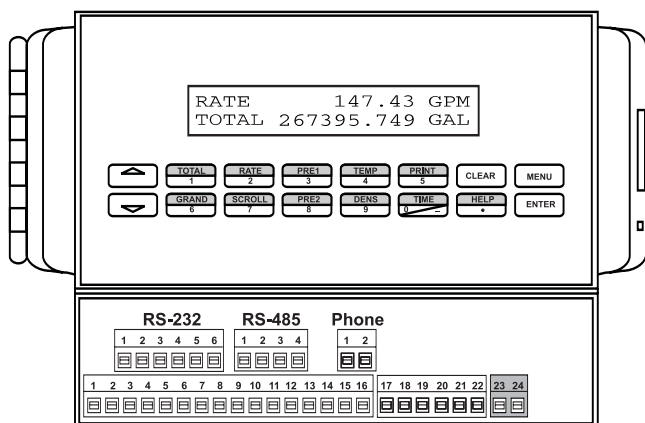 RATE 147.43 GPM
TOTAL 267395.749 GAL
TOTAL RATE PRE1 TEMP PRINT CLEAR MENU
1 2 3 4 5
GRAND SCROLL PRE2 DENS TIME HELP ENTER
6 7 8 9 0 – •
RS-232 RS-485 Phone
1 2 3 4 5 6 1 2 3 4 1 2
1 2 3 4 5 6 7 8 9 10 11 12 13 14 15 16 17 18 19 20 21 22 23 24